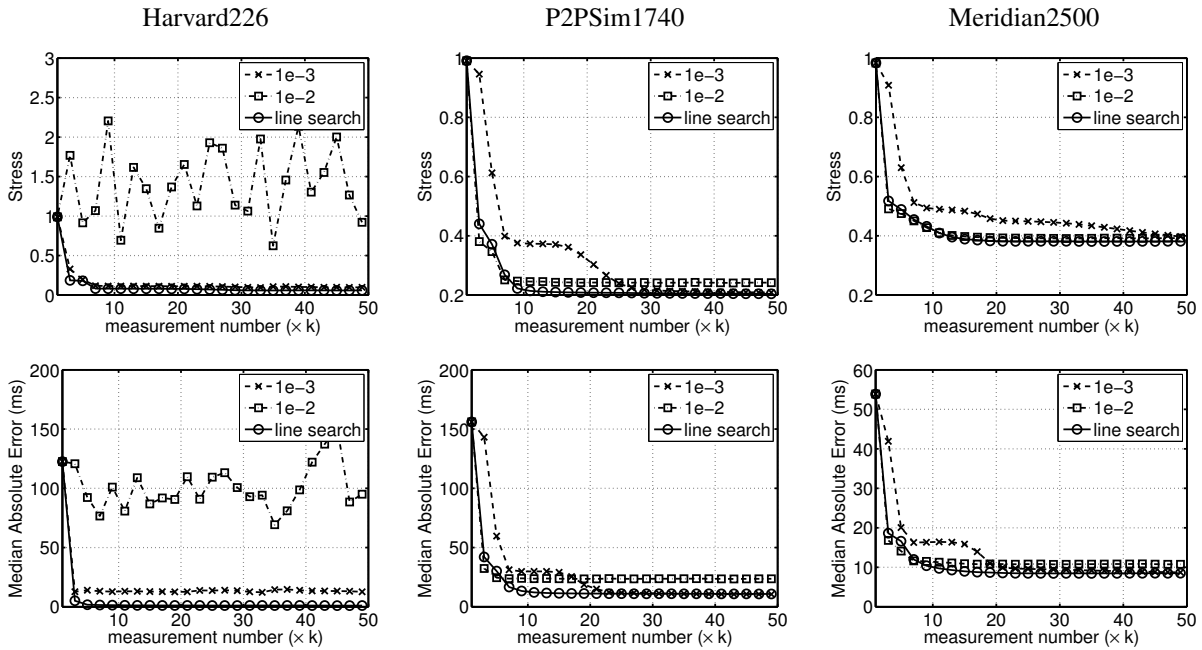 Harvard226
P2PSim1740
Meridian2500
3
2.5
2
1.5
1
0.5
0
10 20 30 40 50
Stress
measurement number (× k)
1e−3
1e−2
line search
1
0.8
0.6
0.4
0.2
10 20 30 40 50
Stress
measurement number (× k)
1e−3
1e−2
line search
1
0.8
0.6
0.4
0.2
10 20 30 40 50
Stress
measurement number (× k)
1e−3
1e−2
line search
200
150
100
50
0
10 20 30 40 50
Median Absolute Error (ms)
measurement number (× k)
1e−3
1e−2
line search
200
150
100
50
0
10 20 30 40 50
Median Absolute Error (ms)
measurement number (× k)
1e−3
1e−2
line search
60
50
40
30
20
10
0
10 20 30 40 50
Median Absolute Error (ms)
measurement number (× k)
1e−3
1e−2
line search